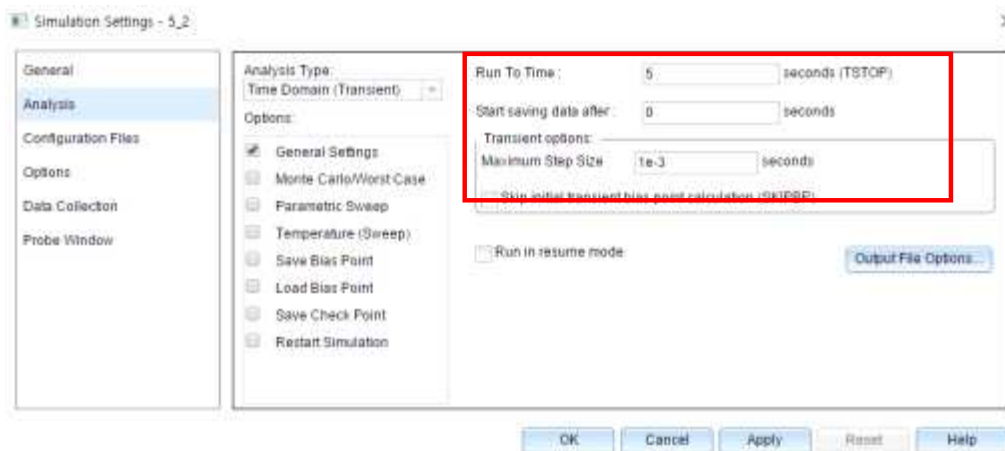 Simulation Settings - 5_2
General
Analysis
Configuration Files
Options
Data Collection
Probe Window
Analysis Type:
Time Domain (Transient)
Options:
General Settings
Monte Carlo/Worst Case
Parametric Sweep
Temperature (Sweep)
Save Bias Point
Load Bias Point
Save Check Point
Restart Simulation
Run To Time : 5 seconds (TSTOP)
Start saving data after : 0 seconds
Transient options:
Maximum Step Size 1e-3 seconds
Skip initial transient bias point calculation (SKIPBP)
Run in resume mode
Output File Options...
OK Cancel Apply Reset Help